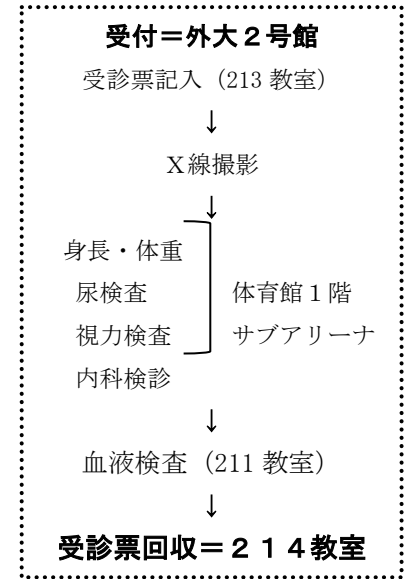 受付＝外大２号館
受診票記入（213 教室）
↓
Ｘ線撮影
↓
身長・体重
尿検査 体育館１階
視力検査 サブアリーナ
内科検診
↓
血液検査（211 教室）
↓
受診票回収＝２１４教室